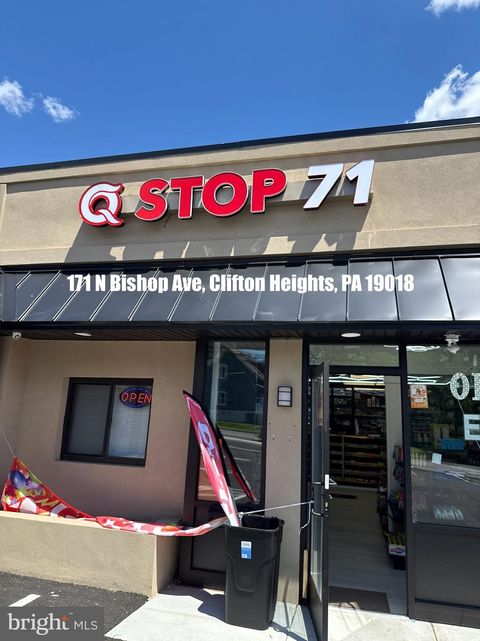 Q STOP 71
171 N Bishop Ave, Clifton Heights, PA 19018
OPEN
bright MLS